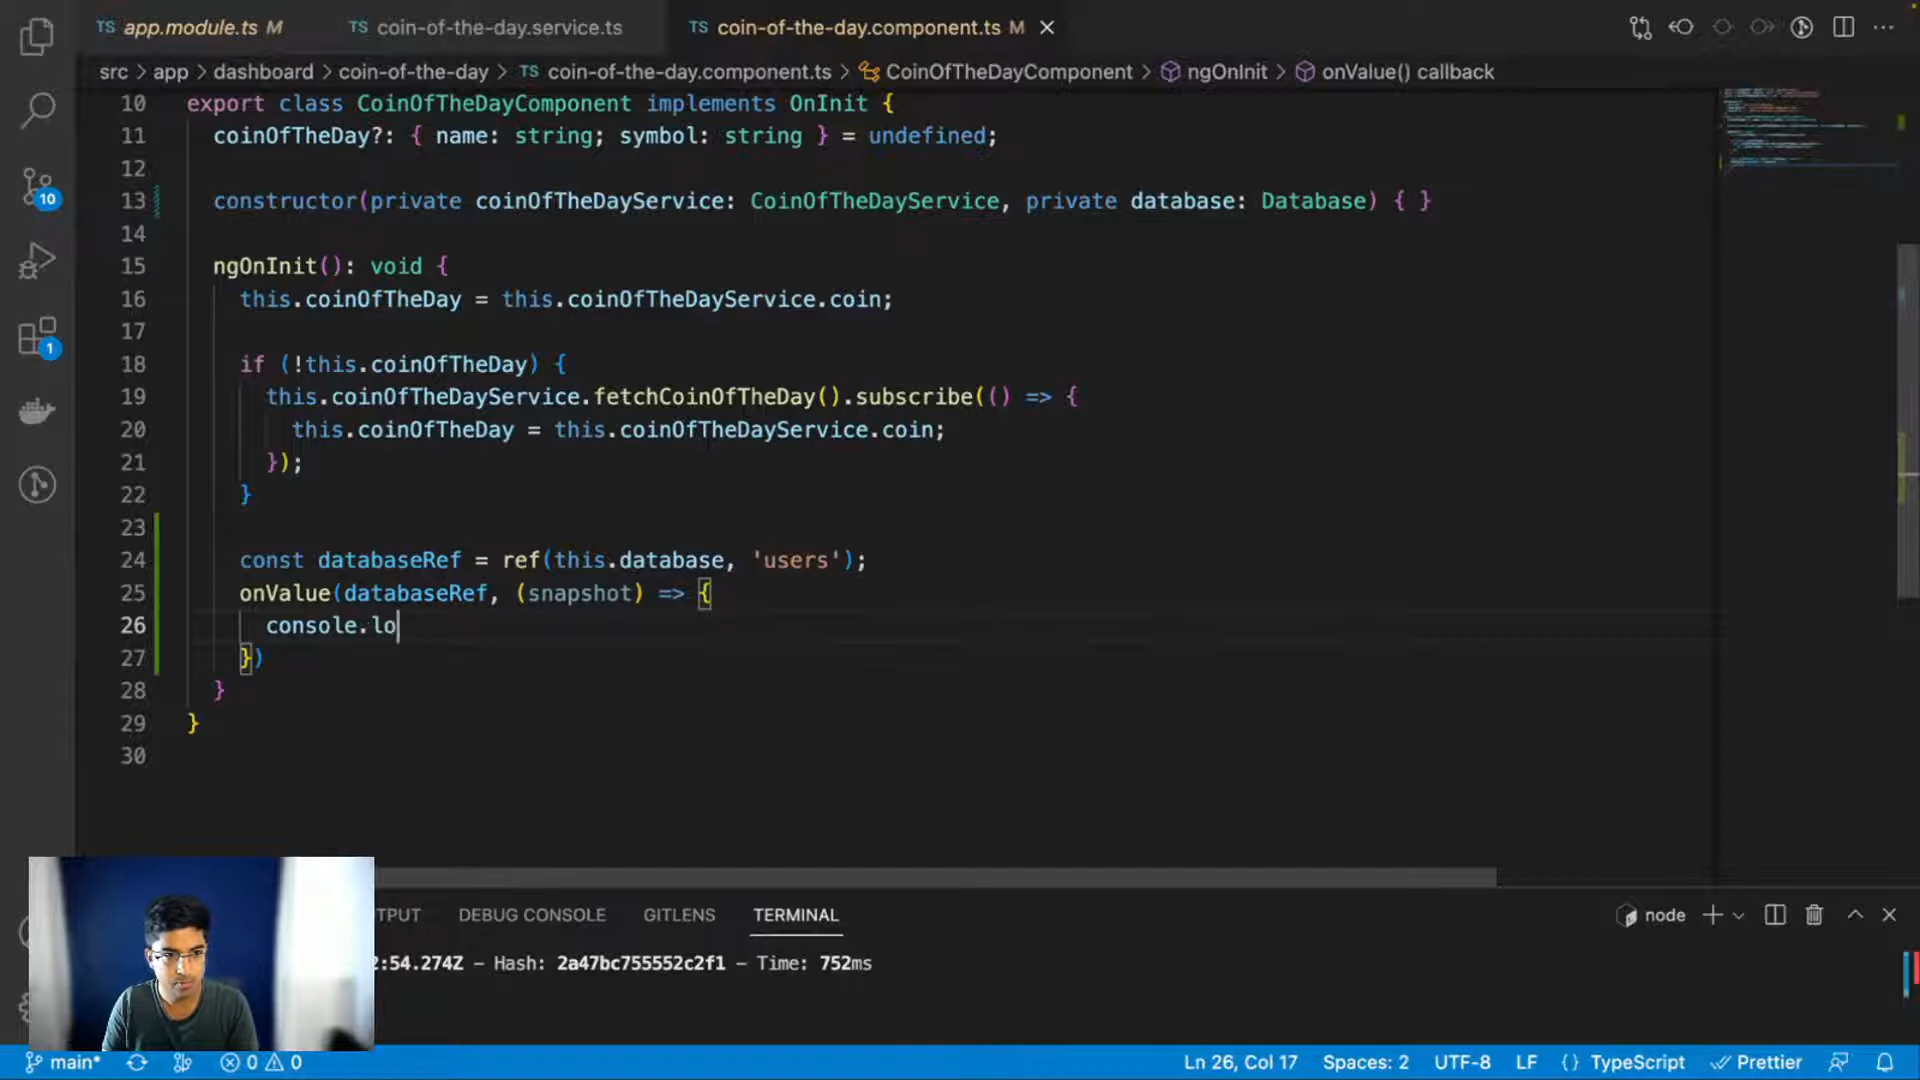 TS app.module.ts M TS coin-of-the-day.service.ts TS coin-of-the-day.component.ts M
src > app > dashboard > coin-of-the-day > TS coin-of-the-day.component.ts > CoinOfTheDayComponent > ngOnInit > onValue() callback
10 export class CoinOfTheDayComponent implements OnInit {
11 coinOfTheDay?: { name: string; symbol: string } = undefined;
12
13 constructor(private coinOfTheDayService: CoinOfTheDayService, private database: Database) { }
14
15 ngOnInit(): void {
16 this.coinOfTheDay = this.coinOfTheDayService.coin;
17
18 if (!this.coinOfTheDay) {
19 this.coinOfTheDayService.fetchCoinOfTheDay().subscribe(() => {
20 this.coinOfTheDay = this.coinOfTheDayService.coin;
21 });
22 }
23
24 const databaseRef = ref(this.database, 'users');
25 onValue(databaseRef, (snapshot) => {
26 console.lo
27 })
28 }
29 }
30
10
1
TPUT DEBUG CONSOLE GITLENS TERMINAL node
2:54.274Z - Hash: 2a47bc755552c2f1 - Time: 752ms
main* 0 0 Ln 26, Col 17 Spaces: 2 UTF-8 LF {} TypeScript Prettier